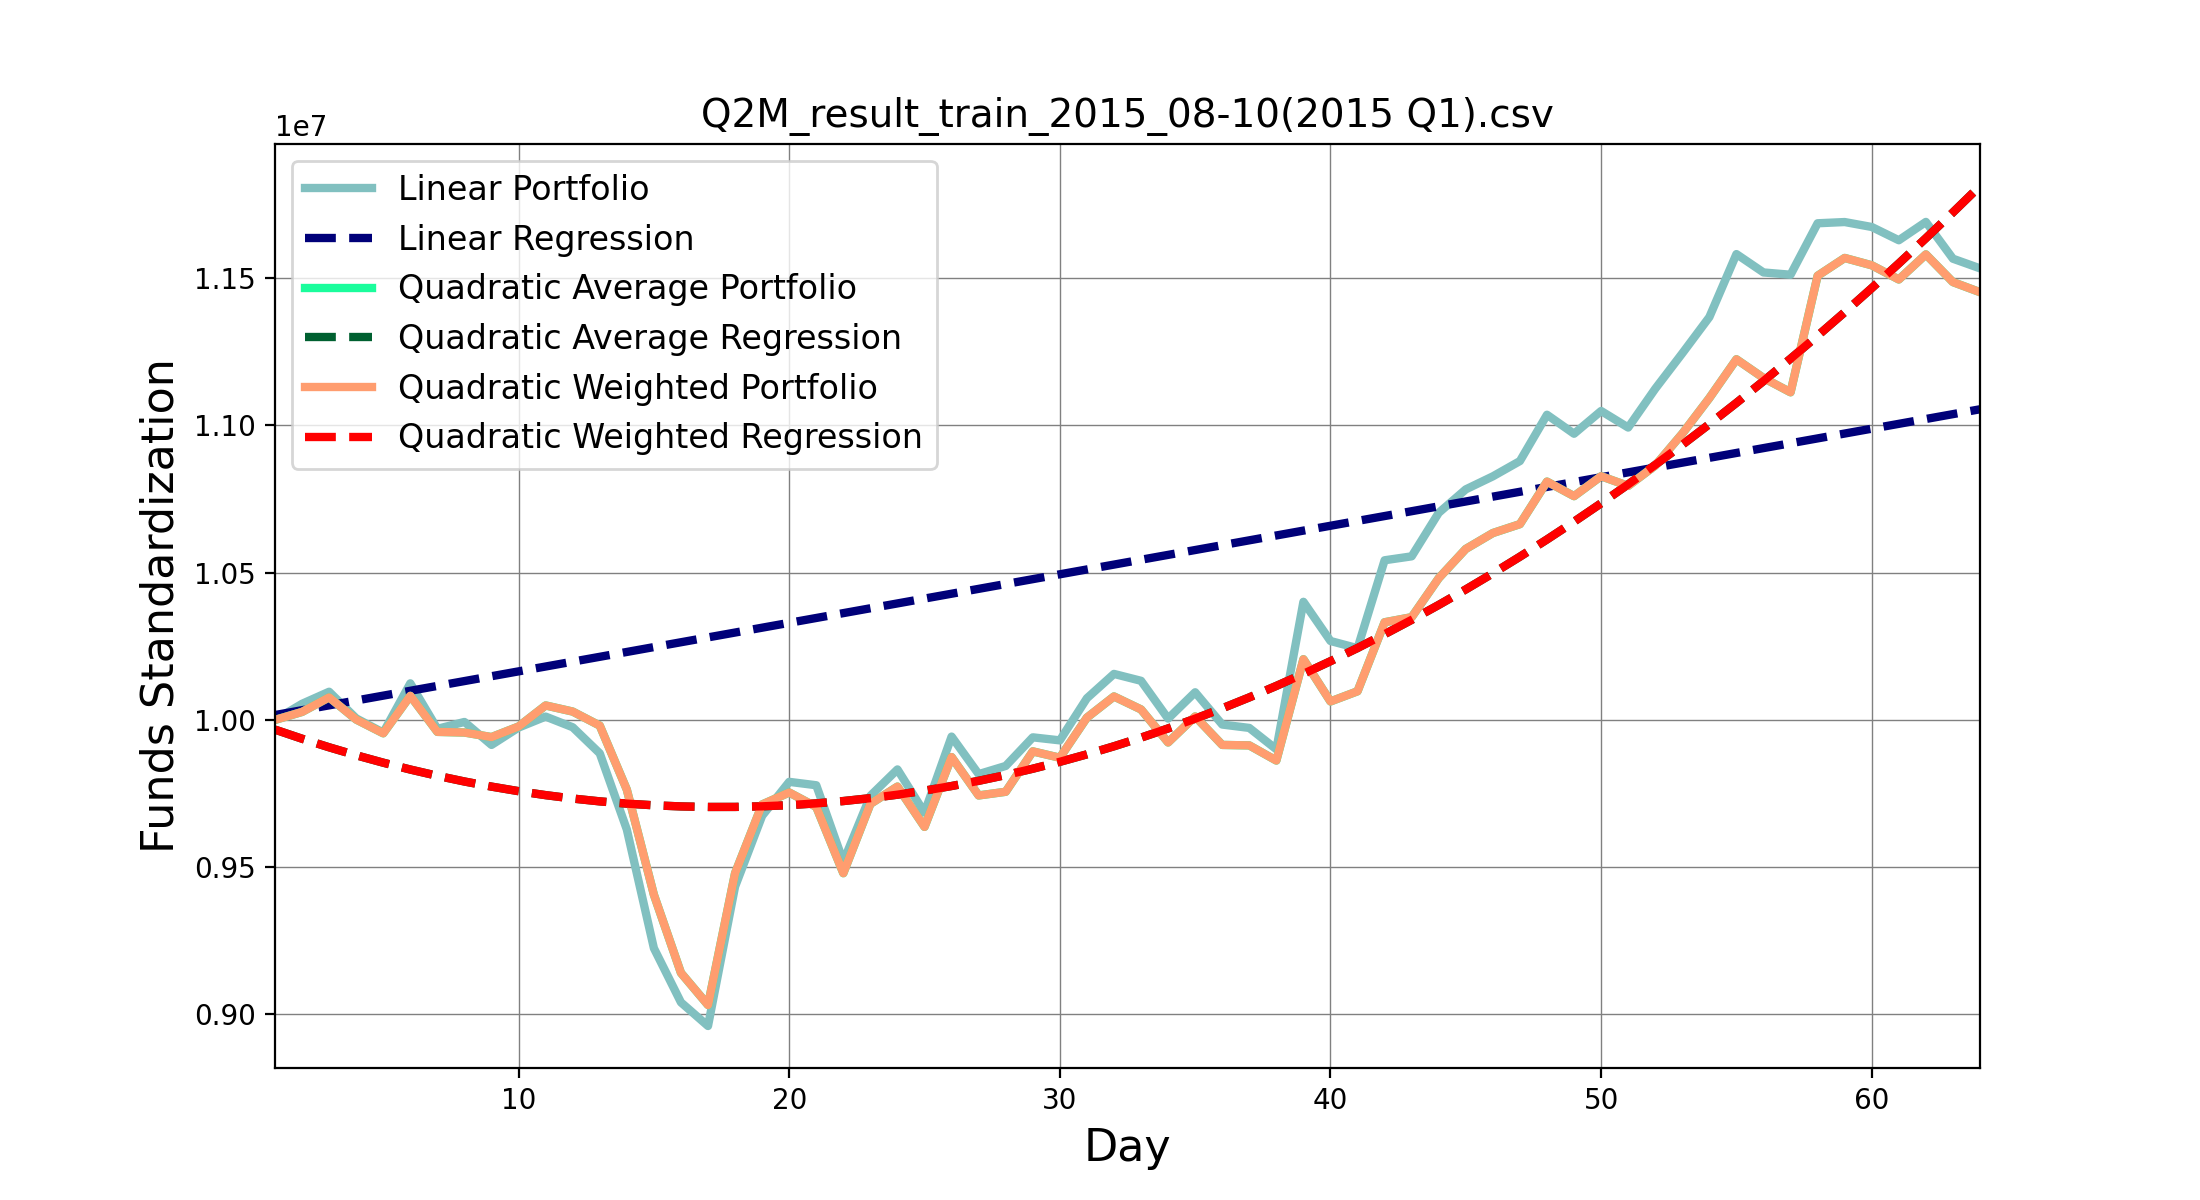 Q2M_result_train_2015_08-10(2015 Q1).csv
1e7
Linear Portfolio
Linear Regression
Quadratic Average Portfolio
Quadratic Average Regression
Quadratic Weighted Portfolio
Quadratic Weighted Regression
Funds Standardization
1.15
1.10
1.05
1.00
0.95
0.90
10 20 30 40 50 60
Day